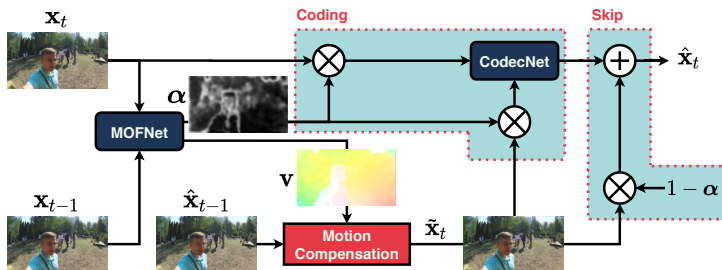 Coding
Skip
𝐱_t
CodecNet
𝐱̂_t
𝜶
MOFNet
𝐱_{t−1}
𝐱̂_{t−1}
𝐯
1 − 𝜶
Motion
Compensation
𝐱̃_t